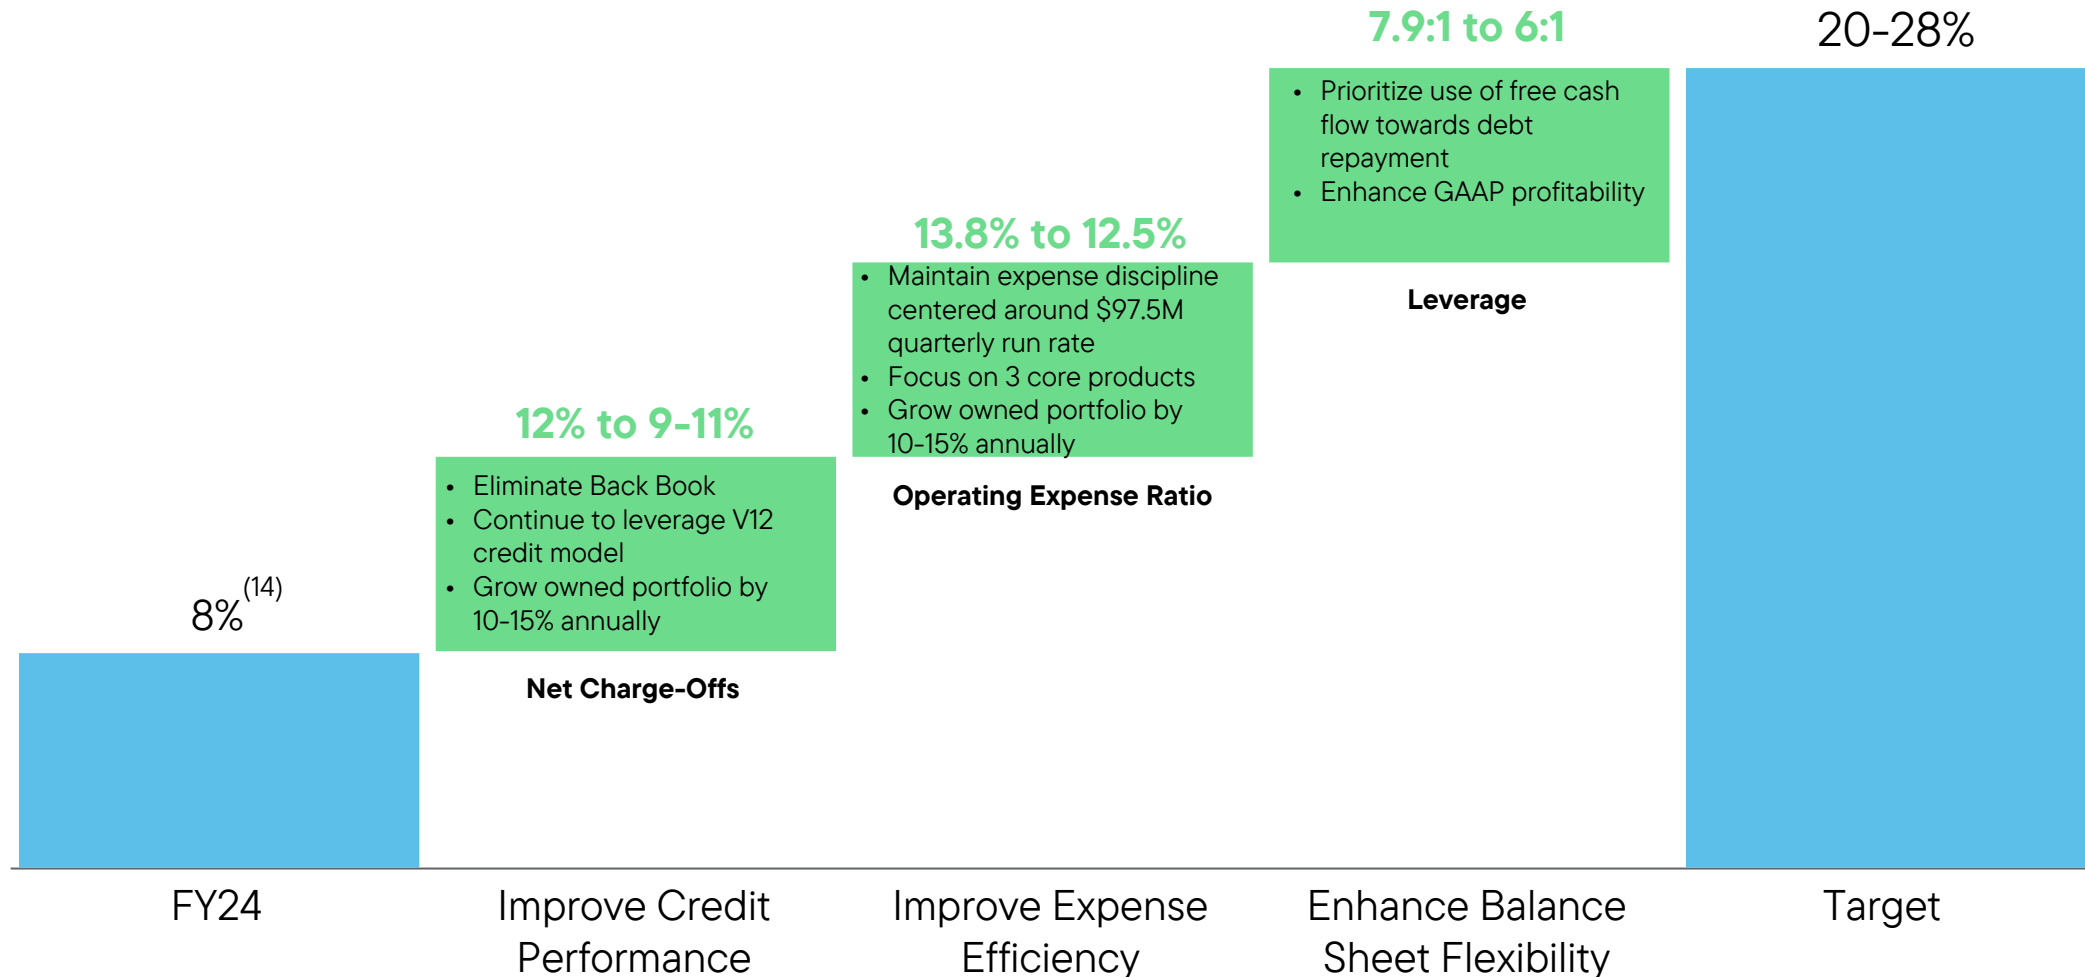 8%(14)
FY24
12% to 9-11%
• Eliminate Back Book
• Continue to leverage V12
credit model
• Grow owned portfolio by
10-15% annually
Net Charge-Offs
Improve Credit
Performance
13.8% to 12.5%
• Maintain expense discipline
centered around $97.5M
quarterly run rate
• Focus on 3 core products
• Grow owned portfolio by
10-15% annually
Operating Expense Ratio
Improve Expense
Efficiency
7.9:1 to 6:1
• Prioritize use of free cash
flow towards debt
repayment
• Enhance GAAP profitability
Leverage
Enhance Balance
Sheet Flexibility
20-28%
Target